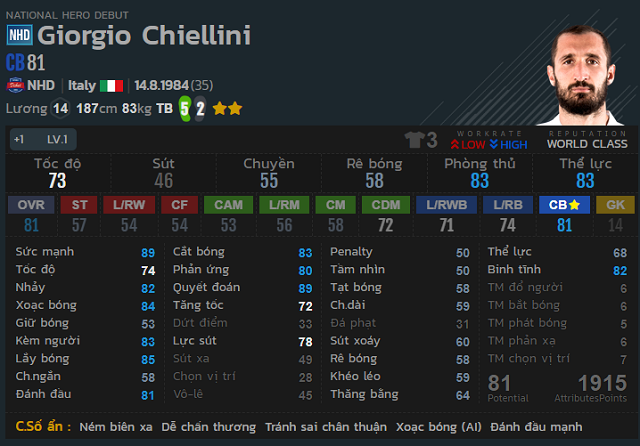 NATIONAL HERO DEBUT
NHD Giorgio Chiellini
CB 81
NHD Italy 14.8.1984 (35)
Lương 14 187cm 83kg TB 5 2
+1 LV.1
3 WORKRATE LOW HIGH REPUTATION WORLD CLASS
Tốc độ Sút Chuyền Rê bóng Phòng thủ Thể lực
73 46 55 58 83 83
OVR ST L/RW CF CAM L/RM CM CDM L/RWB L/RB CB GK
81 57 54 54 53 56 58 72 71 74 81 14
Sức mạnh 89 Cắt bóng 83 Penalty 50 Thể lực 68
Tốc độ 74 Phản ứng 80 Tầm nhìn 50 Bình tĩnh 82
Nhảy 82 Quyết đoán 89 Tạt bóng 58 TM đổ người 6
Xoạc bóng 84 Tăng tốc 72 Ch.dài 59 TM bắt bóng 6
Giữ bóng 53 Dứt điểm 33 Đá phạt 31 TM phát bóng 5
Kèm người 83 Lực sút 78 Sút xoáy 60 TM phản xạ 6
Lấy bóng 85 Sút xa 49 Rê bóng 58 TM chọn vị trí 7
Ch.ngắn 58 Chọn vị trí 28 Khéo léo 59 81 1915
Đánh đầu 81 Vô-lê 45 Thăng bằng 64 Potential AttributesPoints
C.Số ẩn : Ném biên xa Dễ chấn thương Tránh sai chân thuận Xoạc bóng (AI) Đánh đầu mạnh